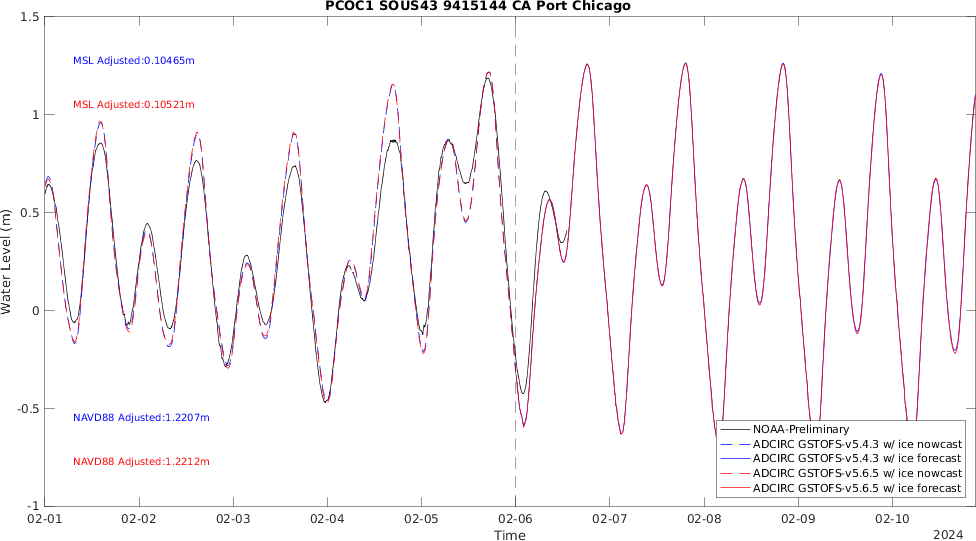 PCOC1 SOUS43 9415144 CA Port Chicago
1.5
MSL Adjusted:0.10465m
MSL Adjusted:0.10521m
1
0.5
Water Level (m)
0
-0.5
NAVD88 Adjusted:1.2207m
NAVD88 Adjusted:1.2212m
-1
NOAA-Preliminary
ADCIRC GSTOFS-v5.4.3 w/ ice nowcast
ADCIRC GSTOFS-v5.4.3 w/ ice forecast
ADCIRC GSTOFS-v5.6.5 w/ ice nowcast
ADCIRC GSTOFS-v5.6.5 w/ ice forecast
02-01 02-02 02-03 02-04 02-05 02-06 02-07 02-08 02-09 02-10
Time
2024